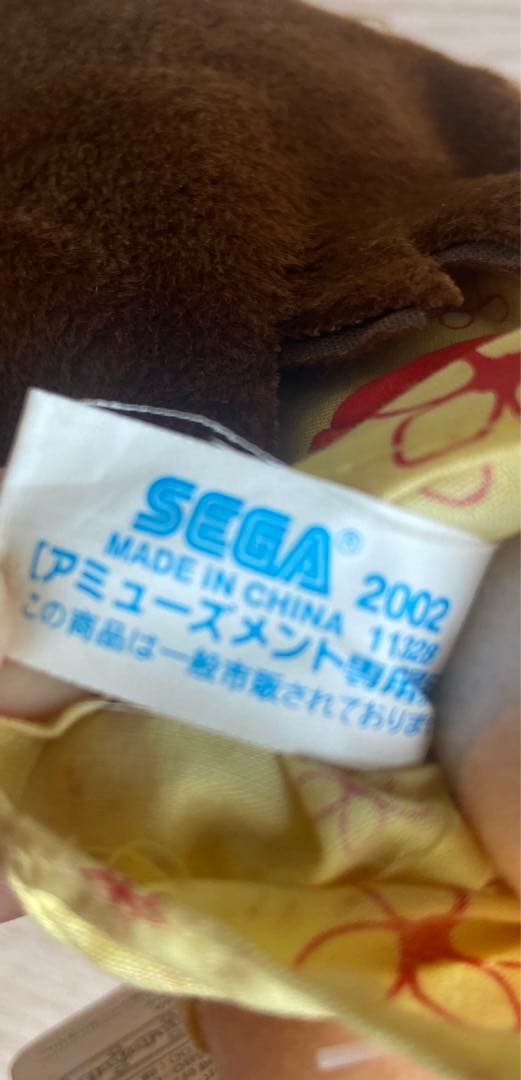 SEGA®
MADE IN CHINA 2002
[アミューズメント専用
この商品は一般市販されておりま